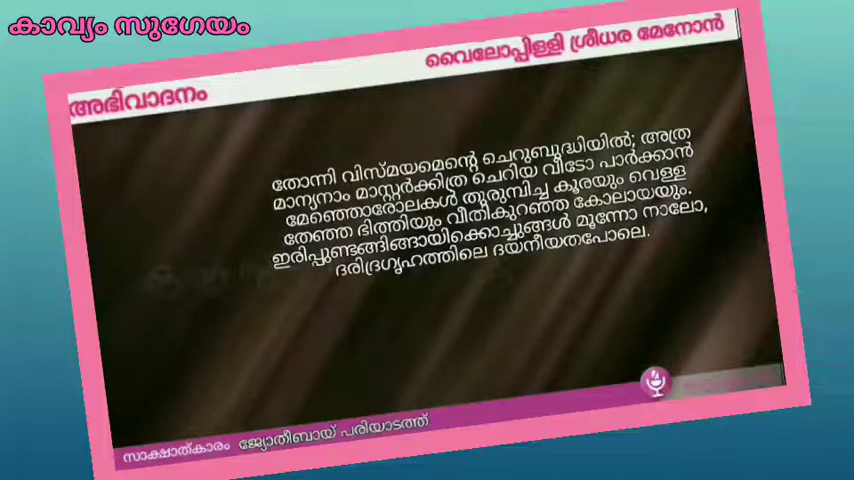 കാവ്യം സുഗേയം
വൈലോപ്പിള്ളി ശ്രീധര മേനോൻ
അഭിവാദനം
തോന്നി വിസ്മയമെന്റെ ചെറുബുദ്ധിയിൽ; അത്ര
മാന്യനാം മാസ്റ്റർക്കിത്ര ചെറിയ വീടോ പാർക്കാൻ
മേഞ്ഞൊരോലകൾ തുരുമ്പിച്ച കൂരയും വെള്ള
തേഞ്ഞ ഭിത്തിയും വീതികുറഞ്ഞ കോലായയും.
ഇരിപ്പുണ്ടങ്ങിങ്ങായിക്കൊച്ചുങ്ങൾ മൂന്നോ നാലോ,
ദരിദ്രഗൃഹത്തിലെ ദയനീയതപോലെ.
സാക്ഷാത്കാരം ജ്യോതീബായ് പരിയാടത്ത്